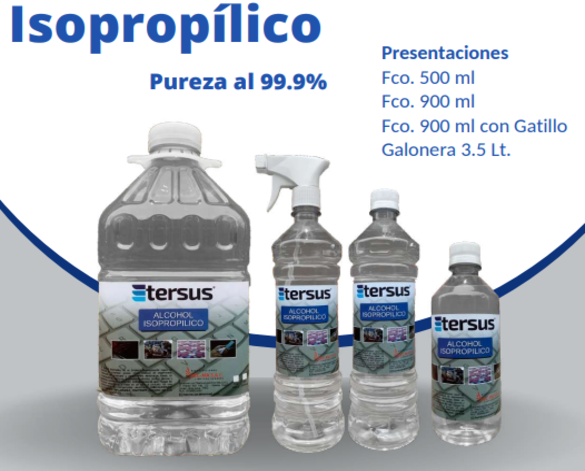 Isopropílico
Pureza al 99.9%
Presentaciones
Fco. 500 ml
Fco. 900 ml
Fco. 900 ml con Gatillo
Galonera 3.5 Lt.
tersus
ALCOHOL
ISOPROPILICO
tersus
ALCOHOL
ISOPROPILICO
tersus
ALCOHOL
ISOPROPILICO
tersus
ALCOHOL
ISOPROPILICO